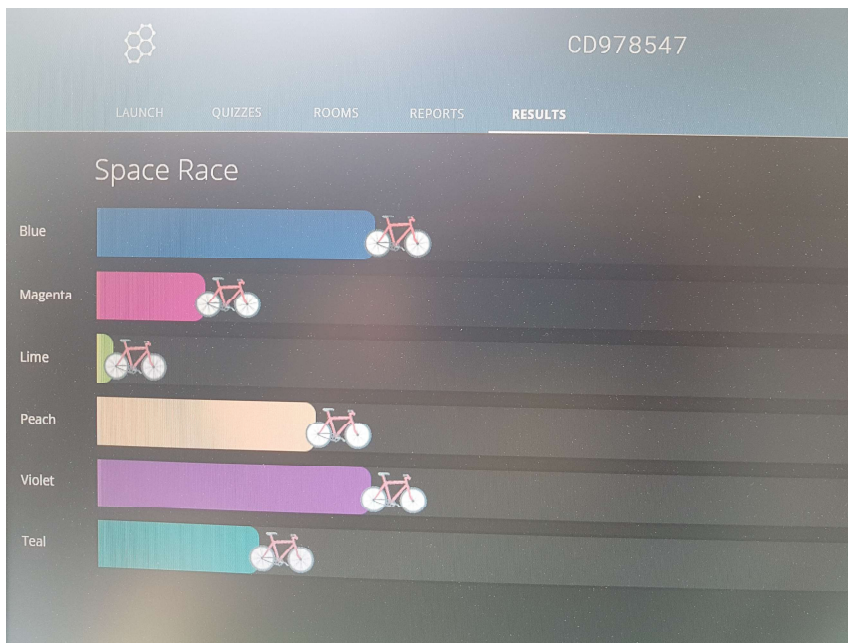 CD978547
LAUNCH QUIZZES ROOMS REPORTS RESULTS
Space Race
Blue
Magenta
Lime
Peach
Violet
Teal